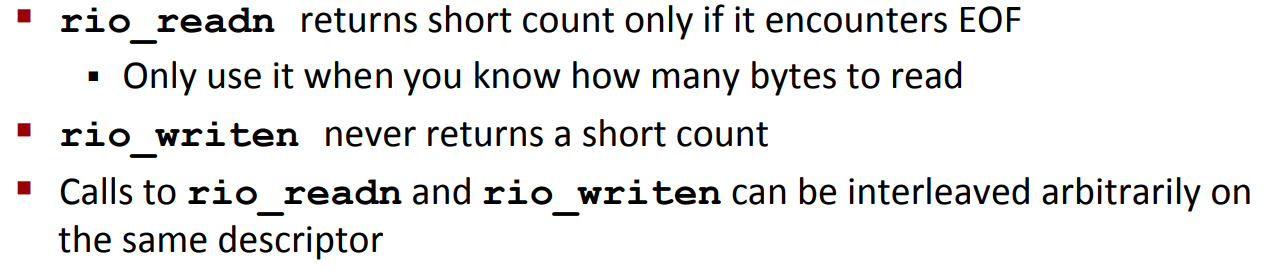 ▪ rio_readn returns short count only if it encounters EOF
▪ Only use it when you know how many bytes to read
▪ rio_writen never returns a short count
▪ Calls to rio_readn and rio_writen can be interleaved arbitrarily on
the same descriptor